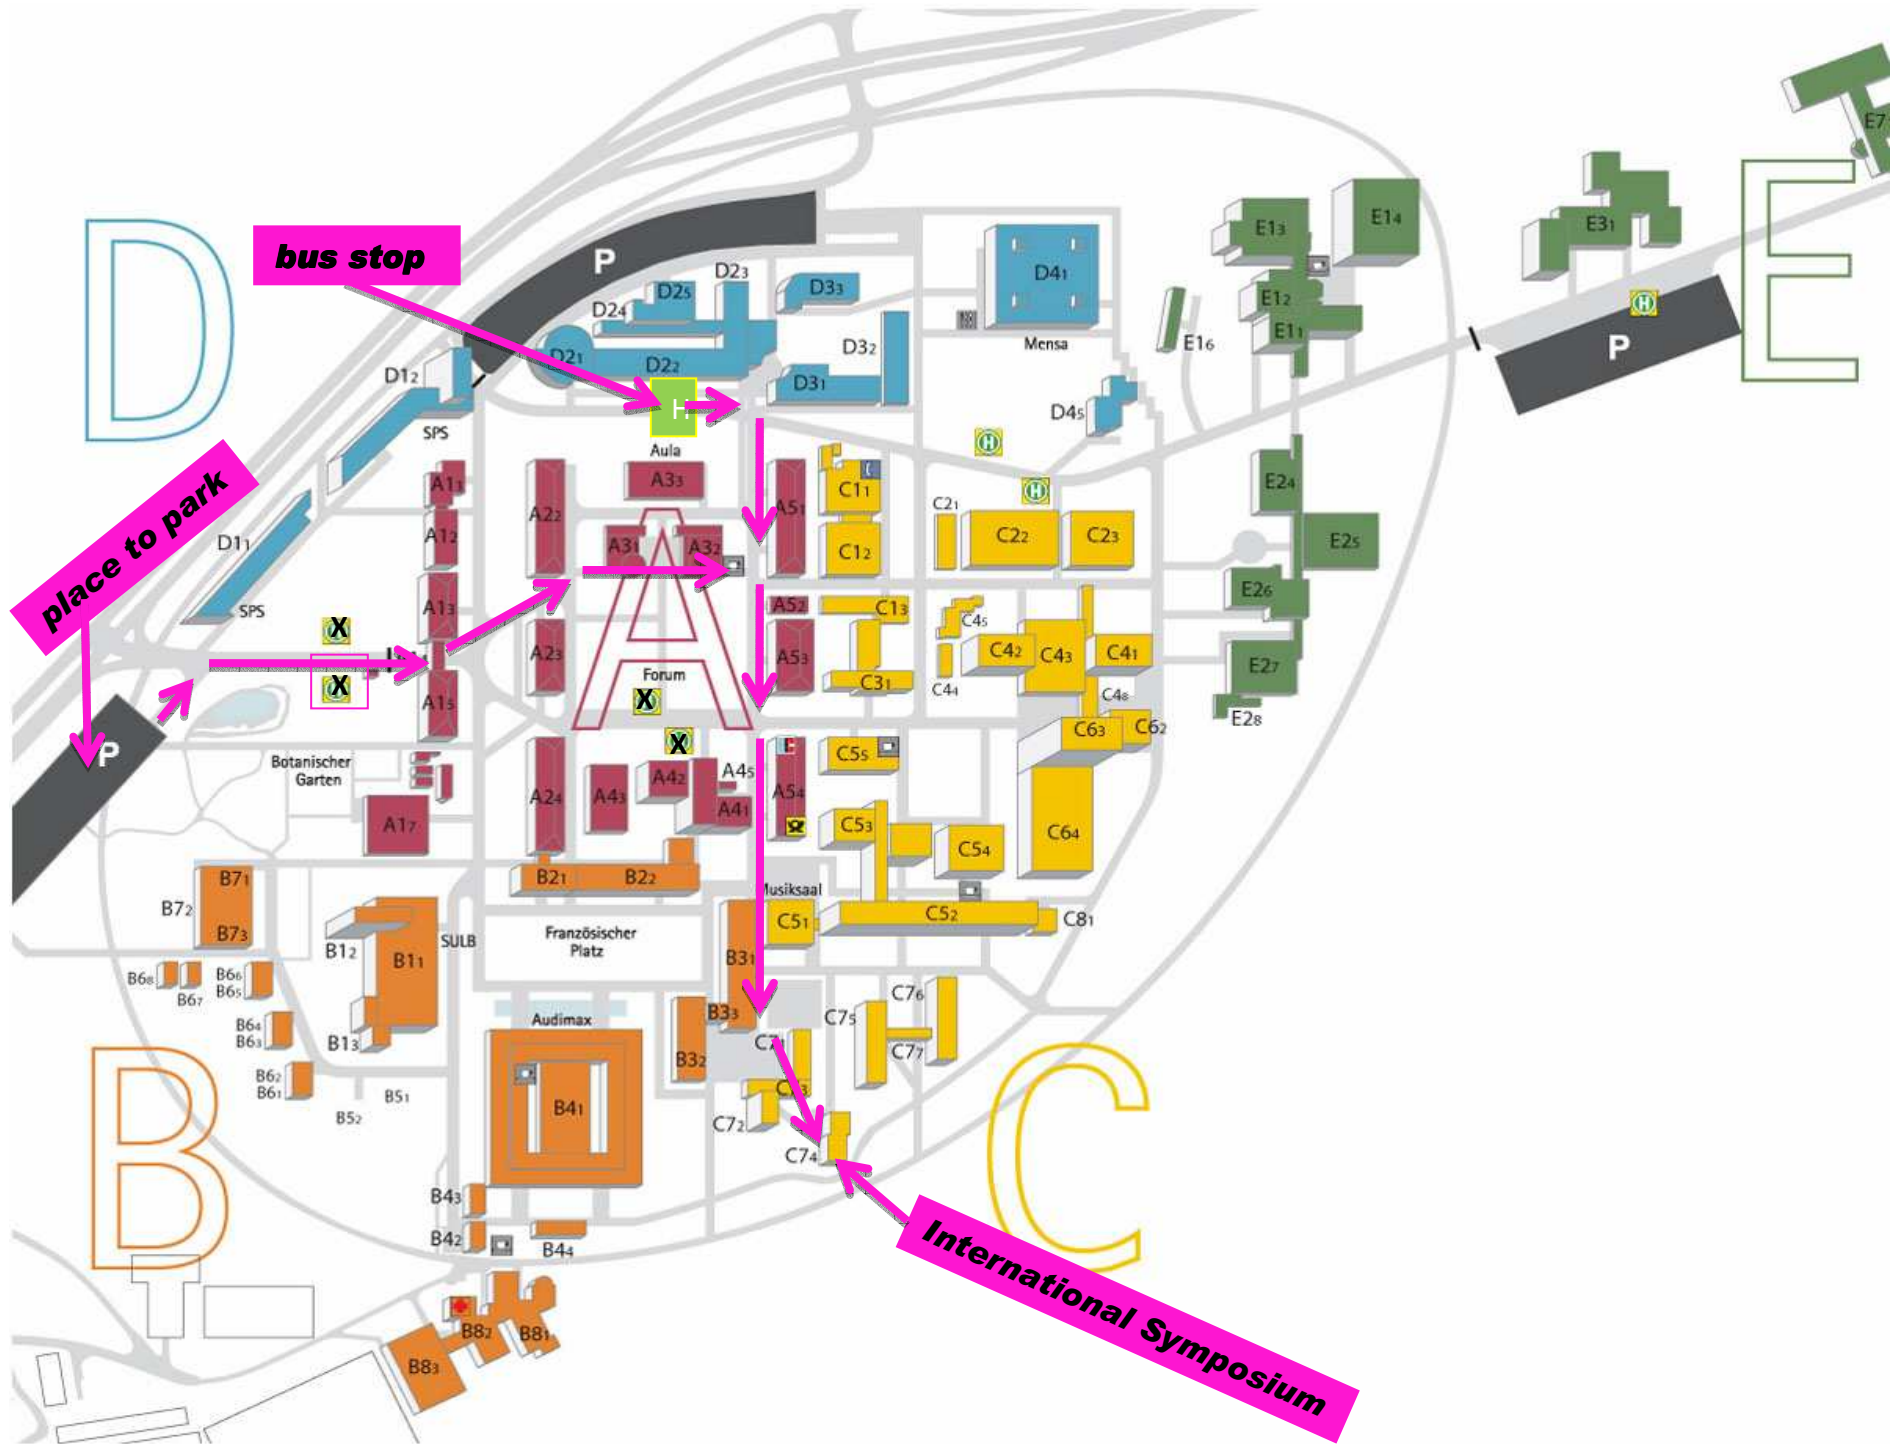 D
bus stop
P
D2₃
D2₅
D3₃
D2₄
D4₁
E1₃
E1₄
E3₁
E7
E
H
E1₂
E1₁
E1₆
P
D2₁
D2₂
D3₂
Mensa
D1₂
D3₁
D4₅
SPS
H
H
Aula
A3₃
place to park
A1₁
A1₂
A2₂
A5₁
C1₁
C2₁
H
E2₄
D1₁
A3₁
A3₂
C1₂
C2₂
C2₃
E2₅
SPS
A1₃
A
A5₂
C1₃
E2₆
X
X
A2₃
A5₃
C4₅
C4₂
C4₃
C4₁
E2₇
A1₅
Forum
X
C3₁
C4₄
C4₈
E2₈
P
X
C5₅
C6₃
C6₂
Botanischer
Garten
A4₅
A4₂
A2₄
A4₃
A4₁
A5₄
A1₇
C5₃
C5₄
C6₄
B7₁
B7₂
B7₃
B2₁
B2₂
Musiksaal
C5₁
C5₂
C8₁
SULB
Französischer
Platz
B1₂
B1₁
B3₁
B6₈
B6₇
B6₆
B6₅
B6₄
B6₃
B1₃
Audimax
B3₃
C7₅
C7₆
C7₇
B3₂
B6₂
B6₁
B5₁
B5₂
B4₁
C7₃
C7₂
C7₄
B
C
B4₃
B4₂
B4₄
International Symposium
B8₂
B8₁
B8₃